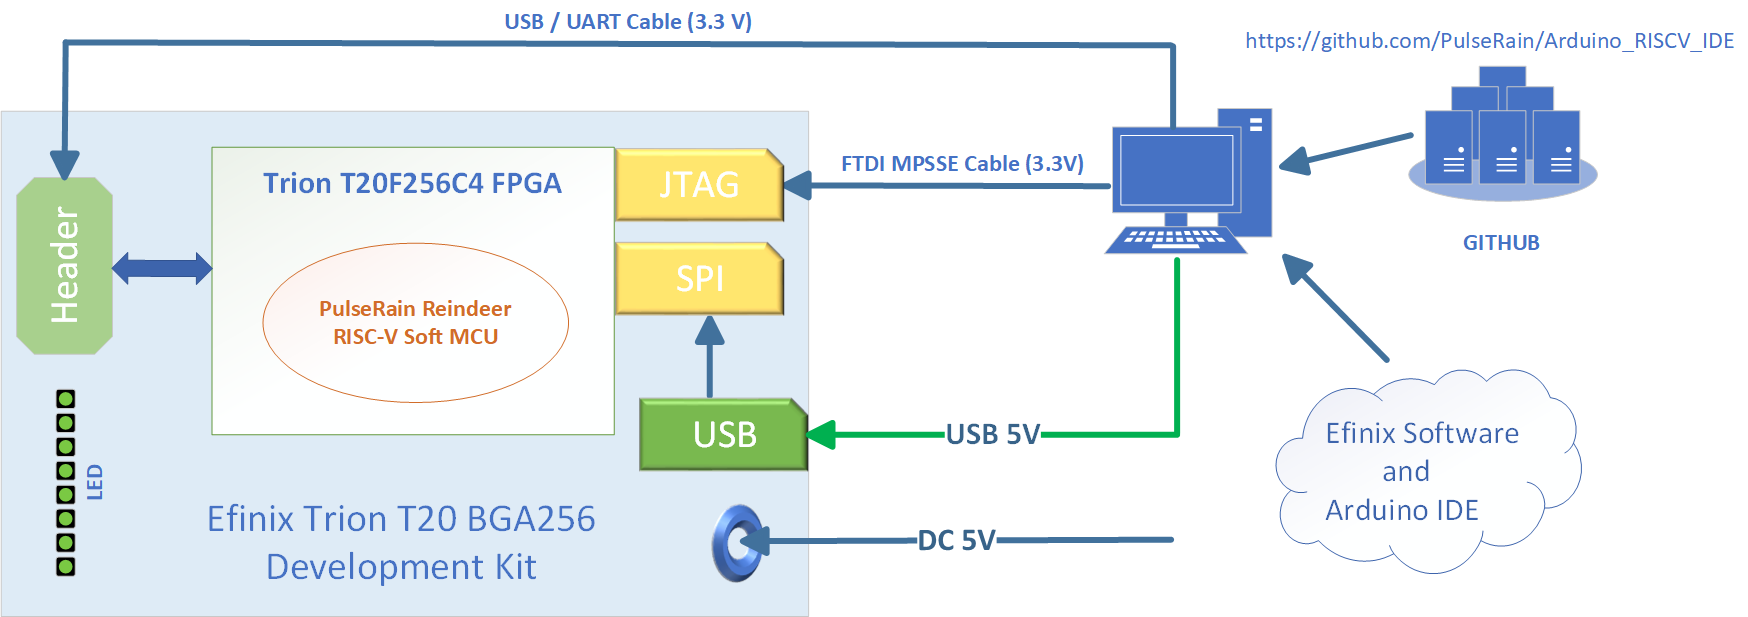 USB / UART Cable (3.3 V)
https://github.com/PulseRain/Arduino_RISCV_IDE
Trion T20F256C4 FPGA
JTAG
FTDI MPSSE Cable (3.3V)
Header
SPI
GITHUB
PulseRain Reindeer
RISC-V Soft MCU
USB
USB 5V
LED
Efinix Software
and
Arduino IDE
Efinix Trion T20 BGA256
Development Kit
DC 5V